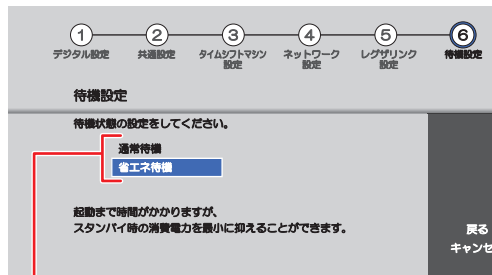 1 2 3 4 5 6
デジタル設定 共通設定 タイムシフトマシン設定 ネットワーク設定 レグザリンク設定 待機設定
待機設定
待機状態の設定をしてください。
通常待機
省エネ待機
起動まで時間がかかりますが、
スタンバイ時の消費電力を最小に抑えることができます。
戻る
キャンセ